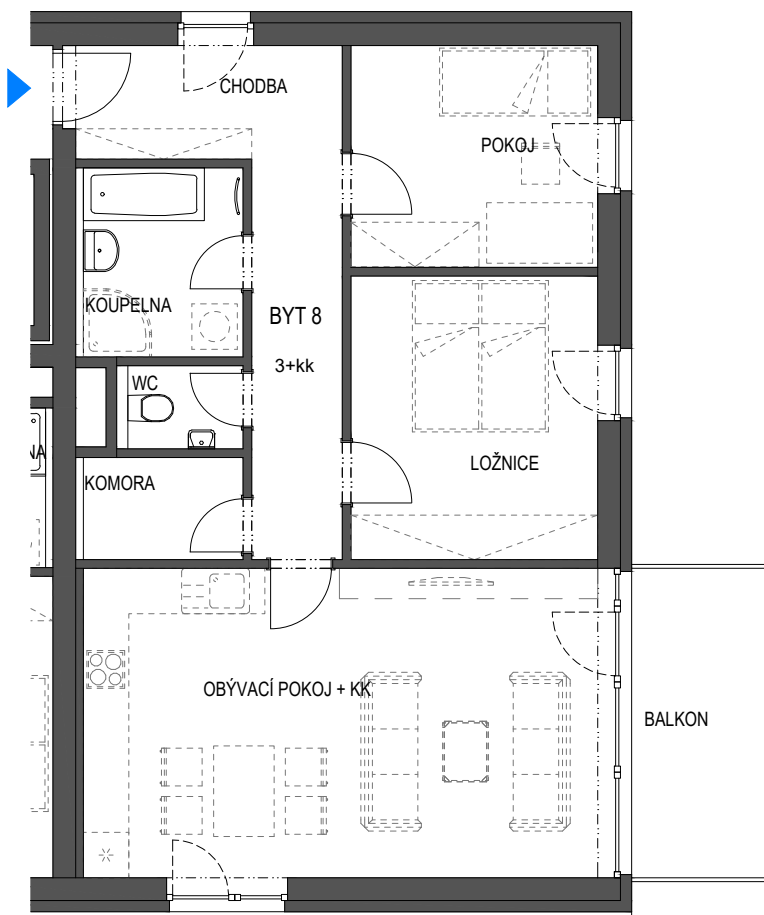 CHODBA
POKOJ
KOUPELNA
BYT 8
3+kk
WC
LOŽNICE
KOMORA
OBÝVACÍ POKOJ + KK
BALKON